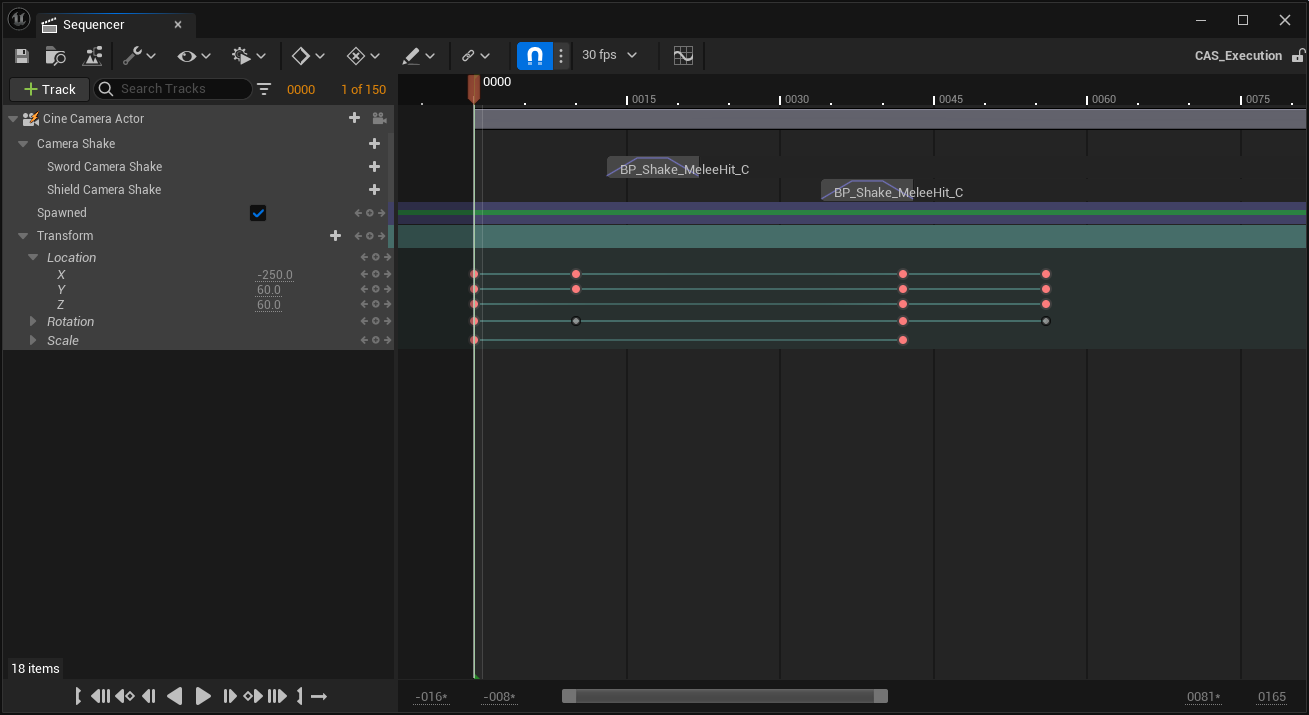 Sequencer
30 fps
CAS_Execution
Track
Search Tracks
0000
1 of 150
0000
0015
0030
0045
0060
0075
Cine Camera Actor
Camera Shake
Sword Camera Shake
BP_Shake_MeleeHit_C
Shield Camera Shake
BP_Shake_MeleeHit_C
Spawned
Transform
Location
X
-250.0
Y
60.0
Z
60.0
Rotation
Scale
18 items
-016*
-008*
0081*
0165